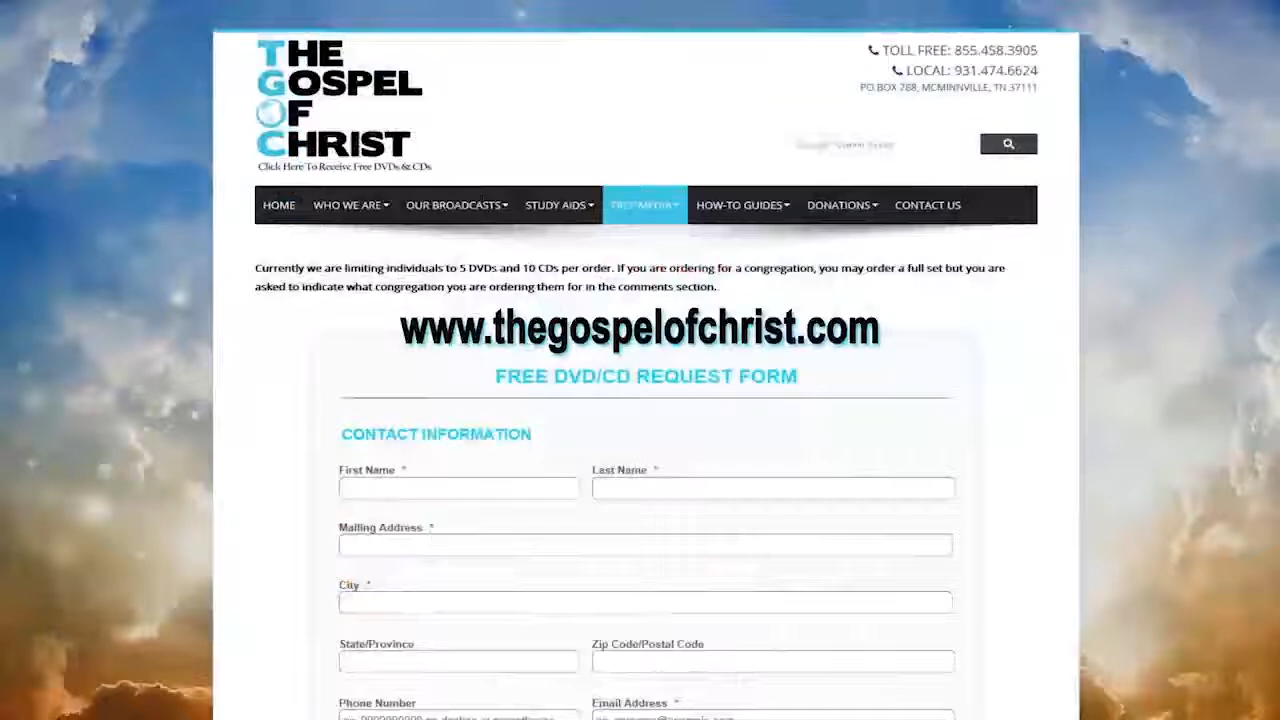 THE
GOSPEL
OF
CHRIST
Click Here To Receive Free DVDs & CDs
TOLL FREE: 855.458.3905
LOCAL: 931.474.6624
PO BOX 788, MCMINNVILLE, TN 37111
HOME WHO WE ARE OUR BROADCASTS STUDY AIDS FREE MEDIA HOW-TO GUIDES DONATIONS CONTACT US
Currently we are limiting individuals to 5 DVDs and 10 CDs per order. If you are ordering for a congregation, you may order a full set but you are
asked to indicate what congregation you are ordering them for in the comments section.
www.thegospelofchrist.com
FREE DVD/CD REQUEST FORM
CONTACT INFORMATION
First Name * Last Name *
Mailing Address *
City *
State/Province Zip Code/Postal Code
Phone Number Email Address *